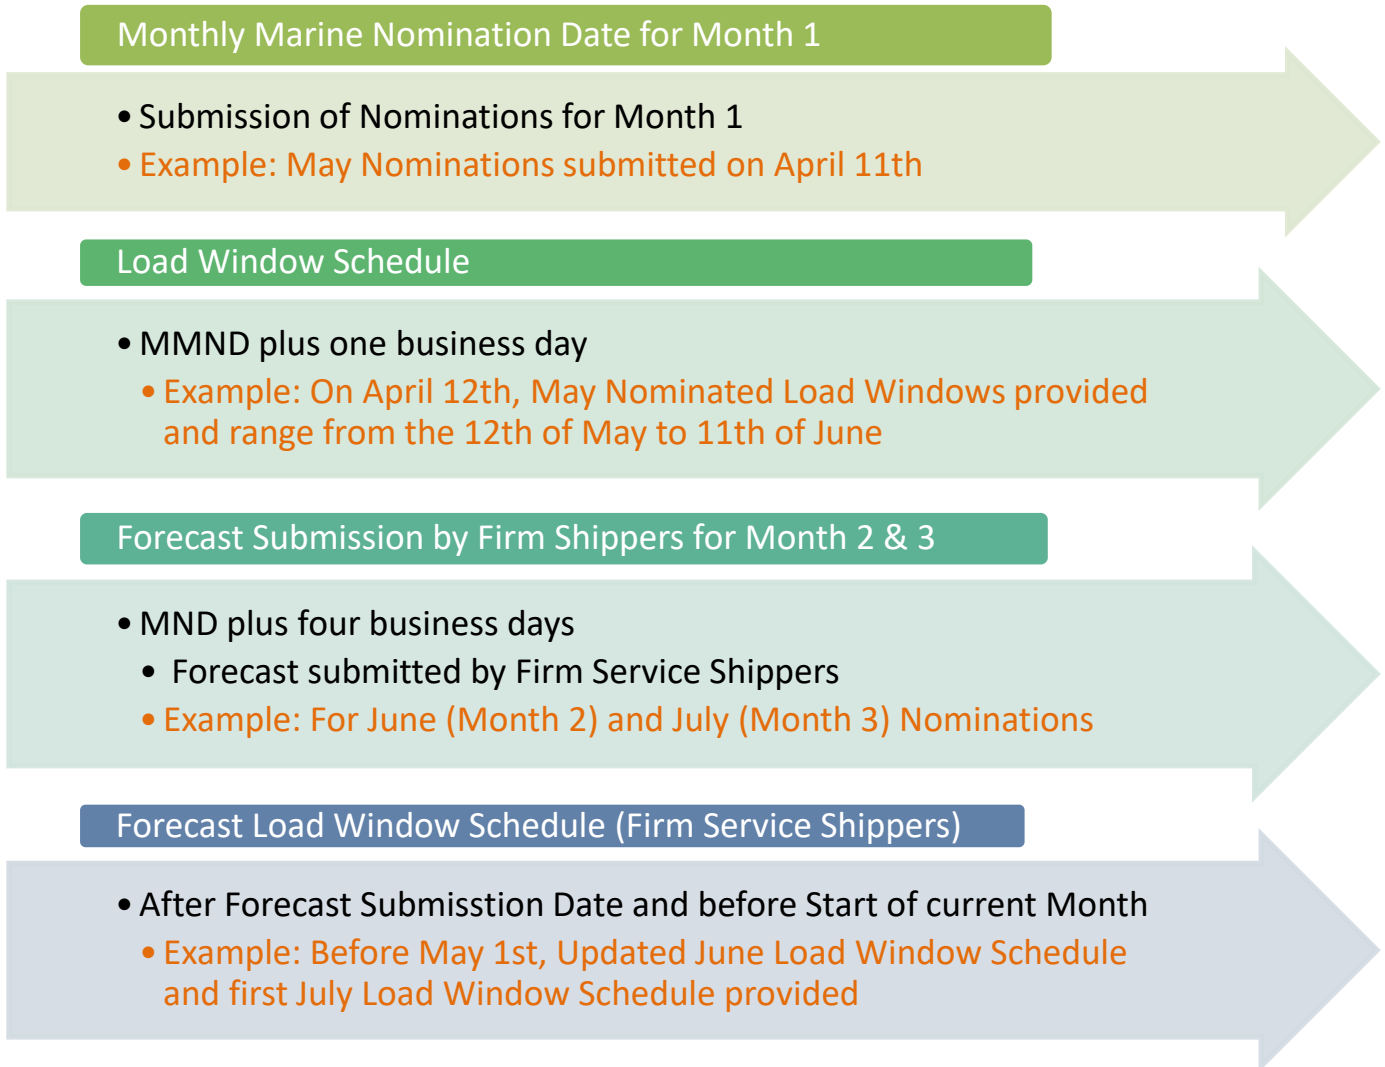 Monthly Marine Nomination Date for Month 1
• Submission of Nominations for Month 1
• Example: May Nominations submitted on April 11th
Load Window Schedule
• MMND plus one business day
• Example: On April 12th, May Nominated Load Windows provided
and range from the 12th of May to 11th of June
Forecast Submission by Firm Shippers for Month 2 & 3
• MND plus four business days
• Forecast submitted by Firm Service Shippers
• Example: For June (Month 2) and July (Month 3) Nominations
Forecast Load Window Schedule (Firm Service Shippers)
• After Forecast Submisstion Date and before Start of current Month
• Example: Before May 1st, Updated June Load Window Schedule
and first July Load Window Schedule provided